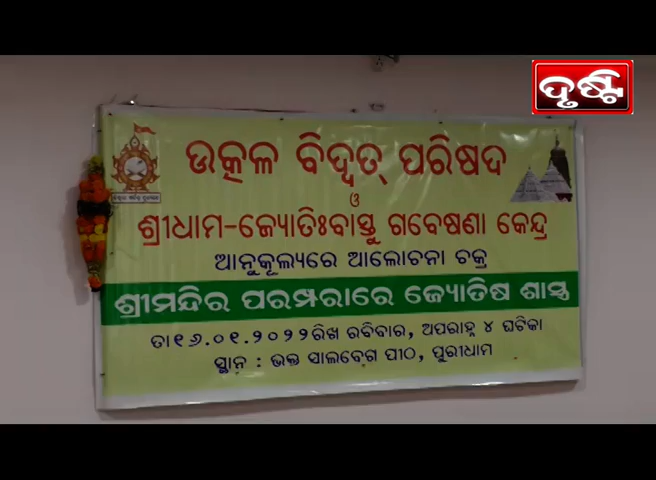 ଦୃଷ୍ଟି
ଉତ୍କଳ ବିଦ୍ୱତ୍ ପରିଷଦ
ଓ
ଶ୍ରୀଧାମ-ଜ୍ୟୋତିଃବାସ୍ତୁ ଗବେଷଣା କେନ୍ଦ୍ର
ଆନୁକୂଲ୍ୟରେ ଆଲୋଚନା ଚକ୍ର
ଶ୍ରୀମନ୍ଦିର ପରମ୍ପରାରେ ଜ୍ୟୋତିଷ ଶାସ୍ତ୍ର
ତା୧୬.୦୧.୨୦୨୨ରିଖ ରବିବାର, ଅପରାହ୍ନ ୪ ଘଟିକା
ସ୍ଥାନ : ଭକ୍ତ ସାଲବେଗ ପୀଠ, ପୁରୀଧାମ